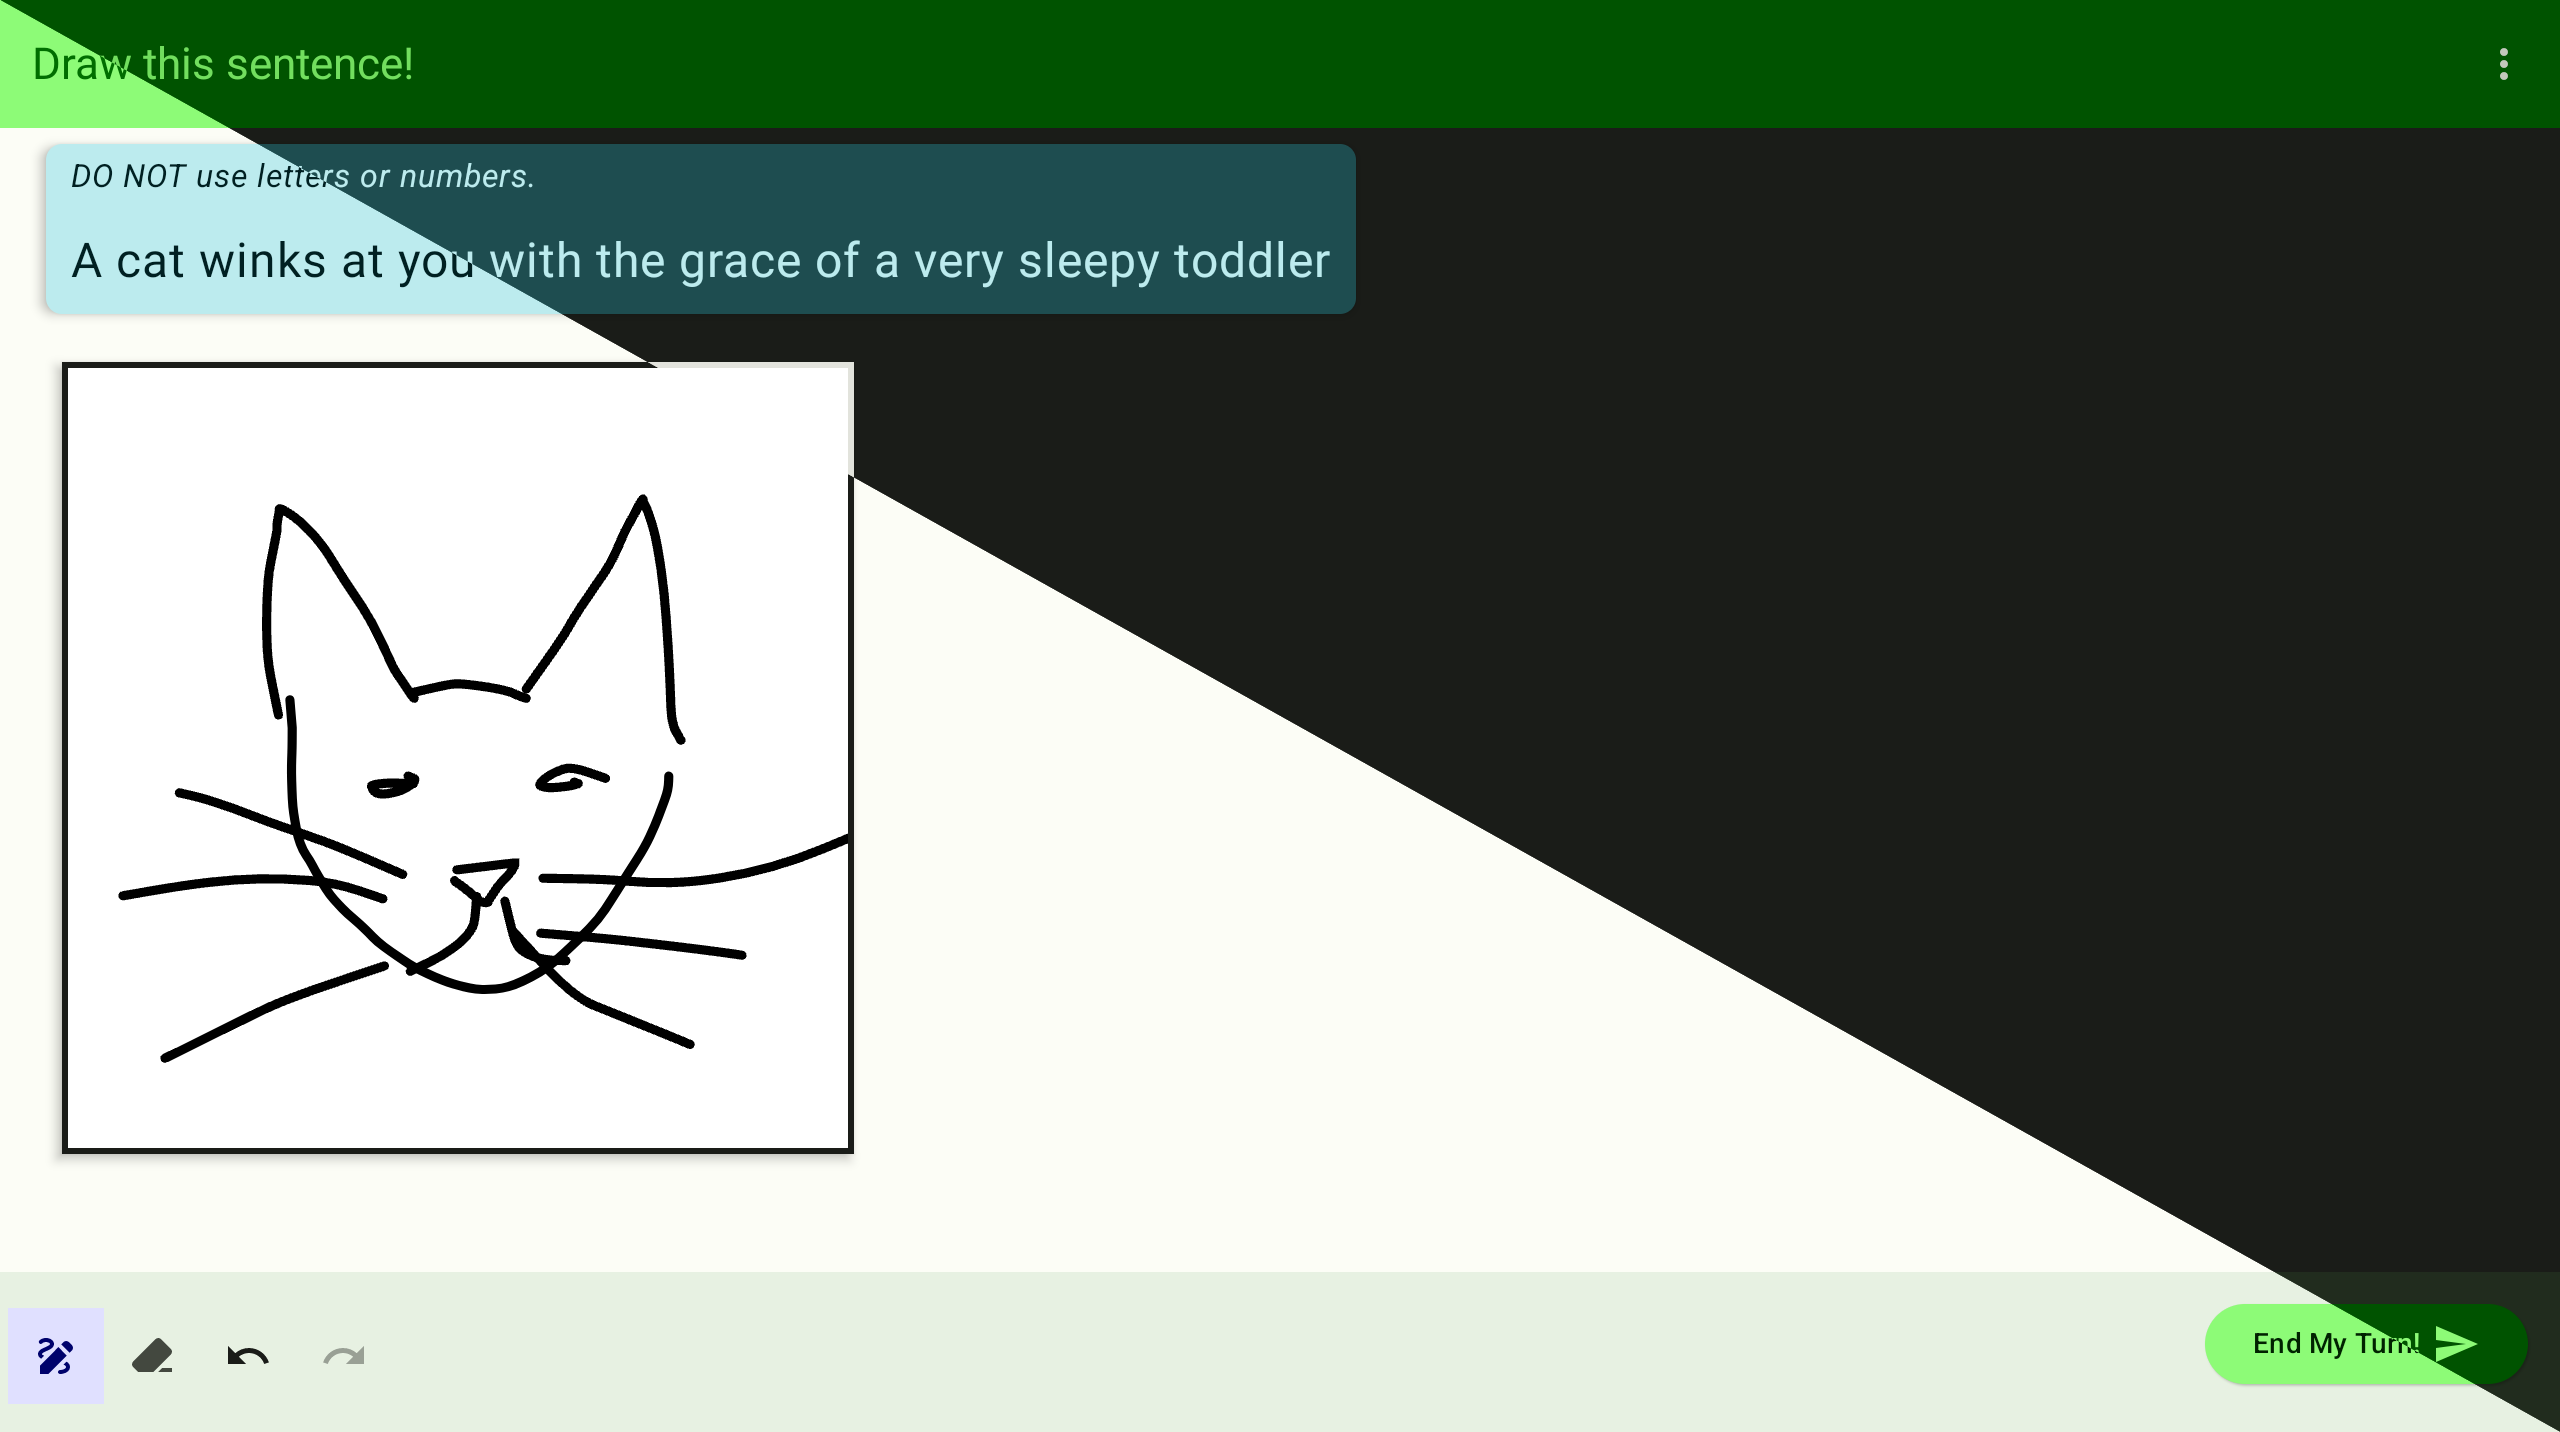 Draw this sentence!
DO NOT use letters or numbers.
A cat winks at you with the grace of a very sleepy toddler
End My Turn!